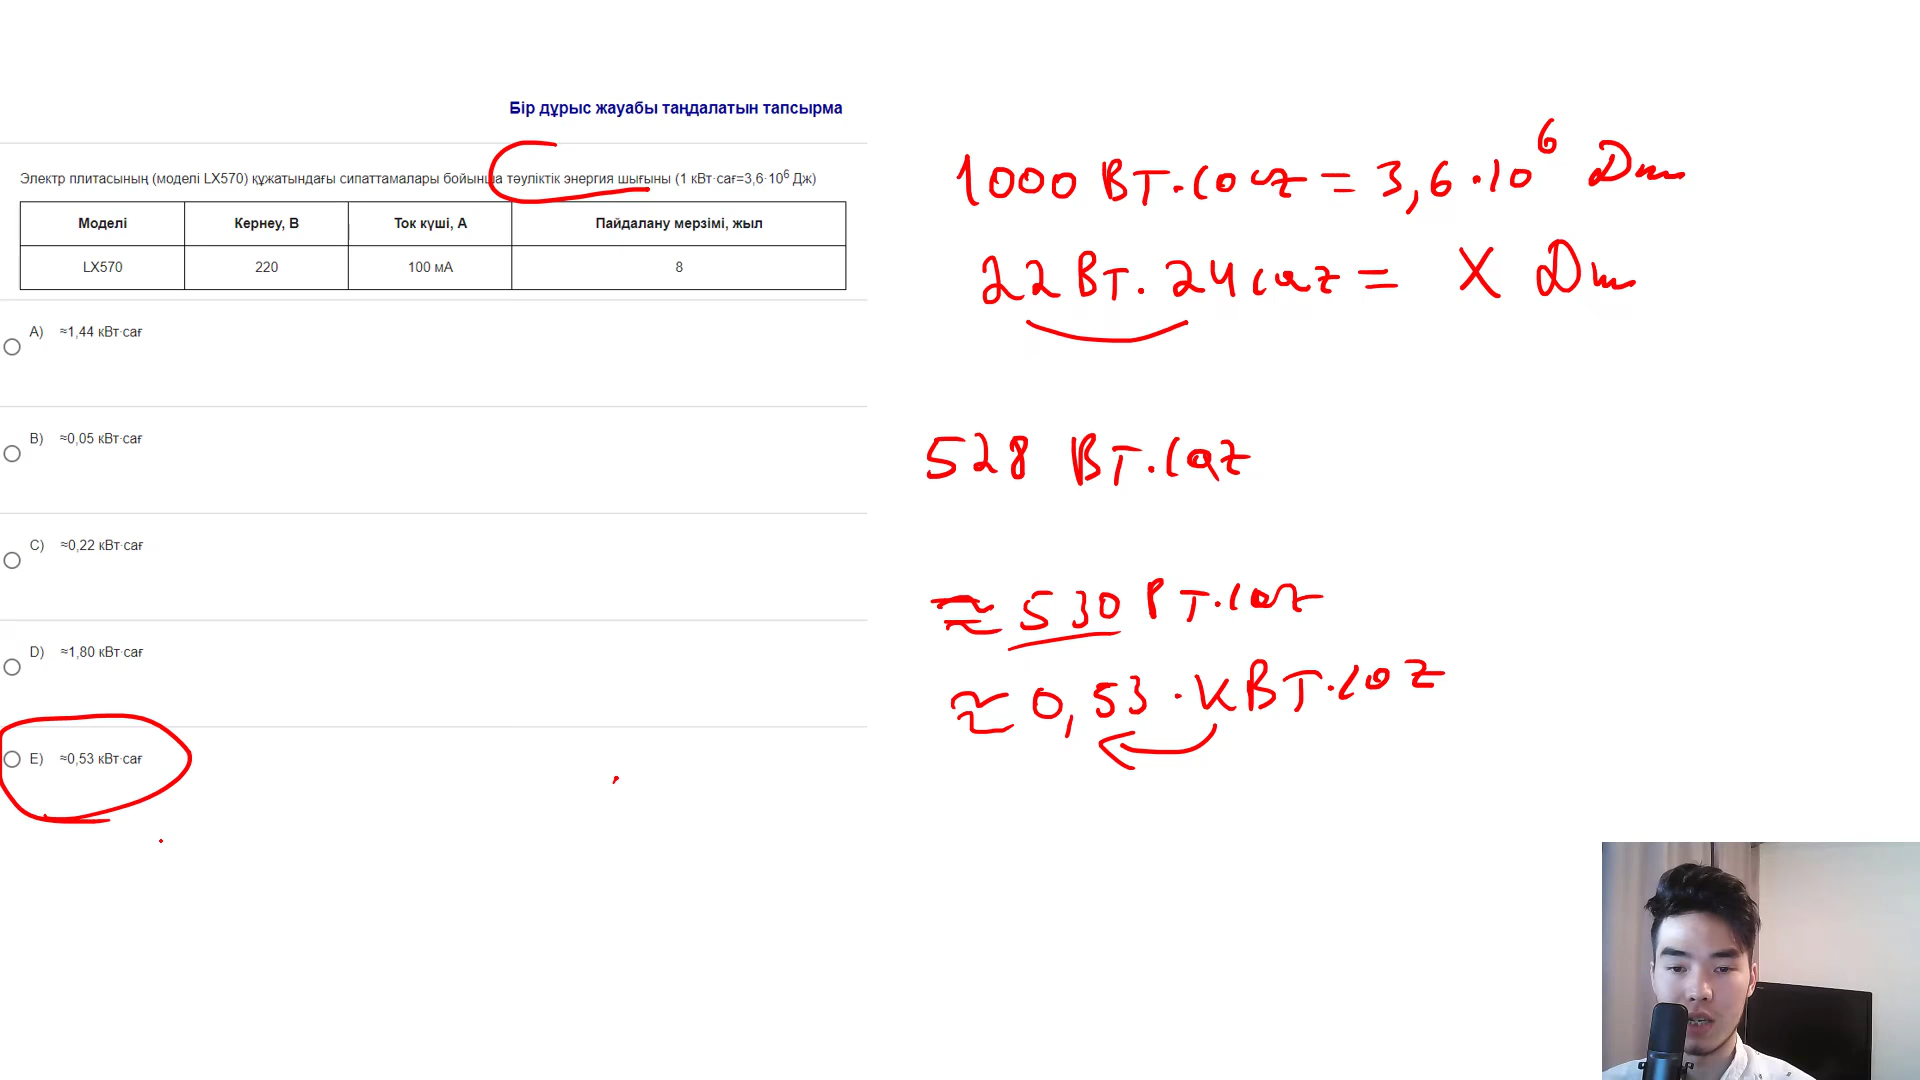 Бір дұрыс жауабы таңдалатын тапсырма
Электр плитасының (моделі LX570) құжатындағы сипаттамалары бойынша тәуліктік энергия шығыны (1 кВт·сағ=3,6·10⁶ Дж)
Моделі Кернеу, В Ток күші, А Пайдалану мерзімі, жыл
LX570 220 100 мА 8
A) ≈1,44 кВт·сағ
B) ≈0,05 кВт·сағ
C) ≈0,22 кВт·сағ
D) ≈1,80 кВт·сағ
E) ≈0,53 кВт·сағ
1000 Вт·сағ = 3,6·10⁶ Дж
22 Вт·24 сағ = X Дж
528 Вт·сағ
≈ 530 Вт·сағ
≈ 0,53·кВт·сағ